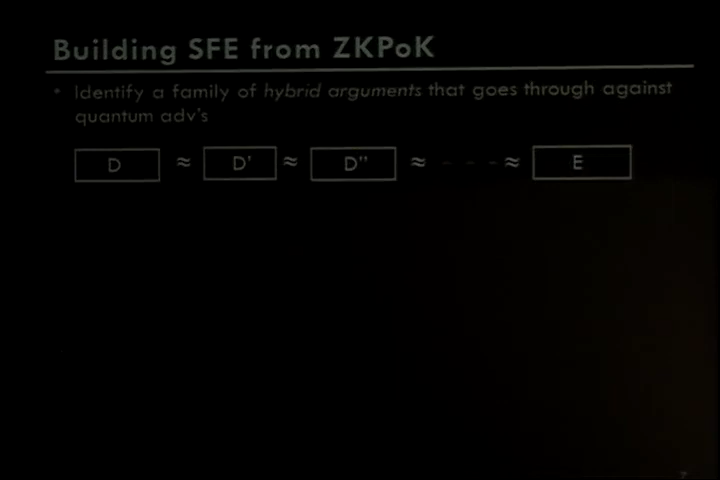 Building SFE from ZKPoK
• Identify a family of hybrid arguments that goes through against
quantum adv's
D ≈ D' ≈ D'' ≈ - - - ≈ E